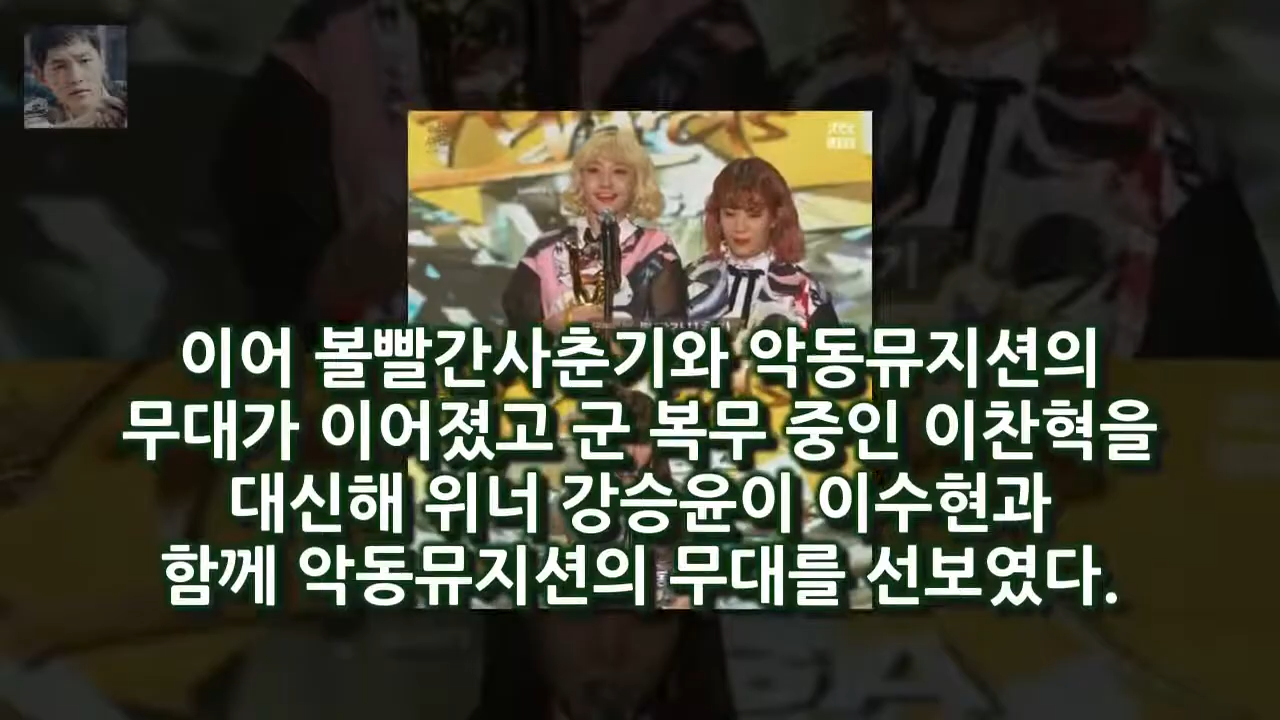 이어 볼빨간사춘기와 악동뮤지션의
무대가 이어졌고 군 복무 중인 이찬혁을
대신해 위너 강승윤이 이수현과
함께 악동뮤지션의 무대를 선보였다.